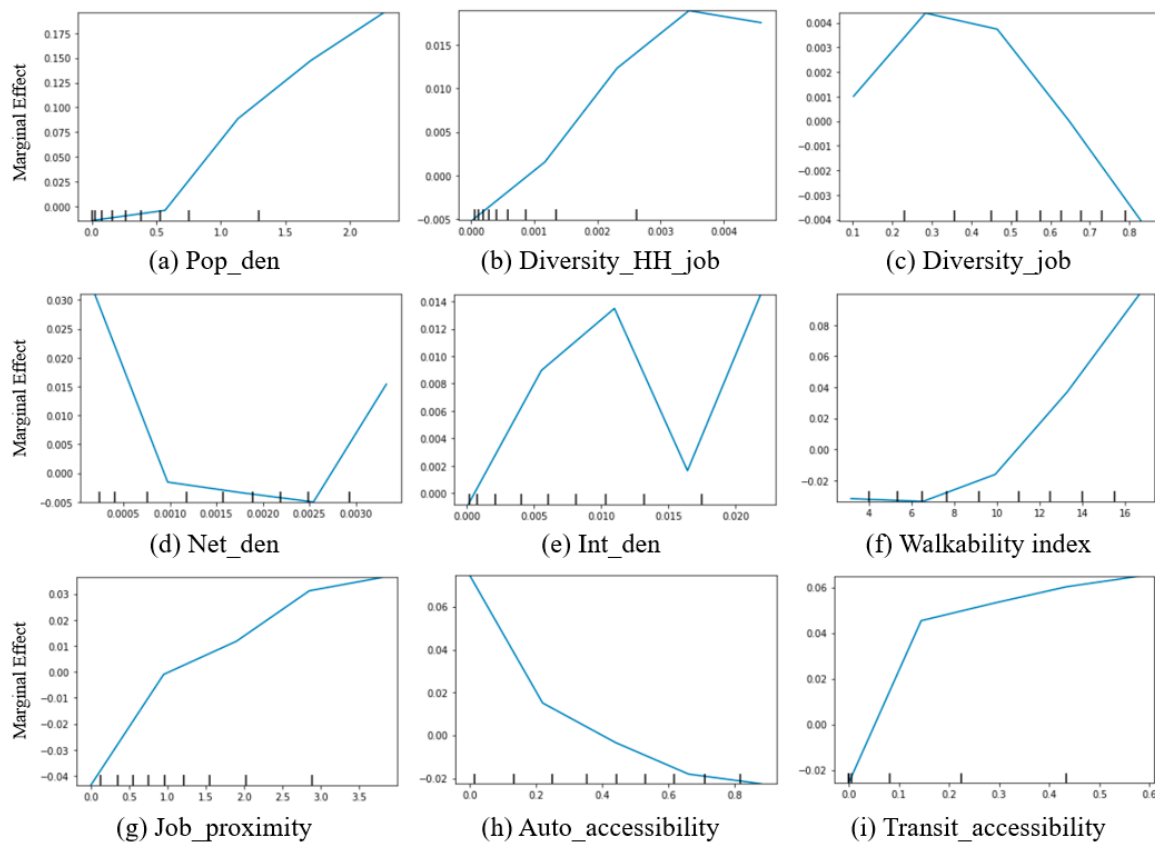 Marginal Effect
0.175
0.150
0.125
0.100
0.075
0.050
0.025
0.000
0.0 0.5 1.0 1.5 2.0
(a) Pop_den
0.015
0.010
0.005
0.000
−0.005
0.000 0.001 0.002 0.003 0.004
(b) Diversity_HH_job
0.004
0.003
0.002
0.001
0.000
−0.001
−0.002
−0.003
−0.004
0.1 0.2 0.3 0.4 0.5 0.6 0.7 0.8
(c) Diversity_job
Marginal Effect
0.030
0.025
0.020
0.015
0.010
0.005
0.000
−0.005
0.0005 0.0010 0.0015 0.0020 0.0025 0.0030
(d) Net_den
0.014
0.012
0.010
0.008
0.006
0.004
0.002
0.000
0.000 0.005 0.010 0.015 0.020
(e) Int_den
0.08
0.06
0.04
0.02
0.00
−0.02
4 6 8 10 12 14 16
(f) Walkability index
Marginal Effect
0.03
0.02
0.01
0.00
−0.01
−0.02
−0.03
−0.04
0.0 0.5 1.0 1.5 2.0 2.5 3.0 3.5
(g) Job_proximity
0.06
0.04
0.02
0.00
−0.02
0.0 0.2 0.4 0.6 0.8
(h) Auto_accessibility
0.06
0.04
0.02
0.00
−0.02
0.0 0.1 0.2 0.3 0.4 0.5 0.6
(i) Transit_accessibility